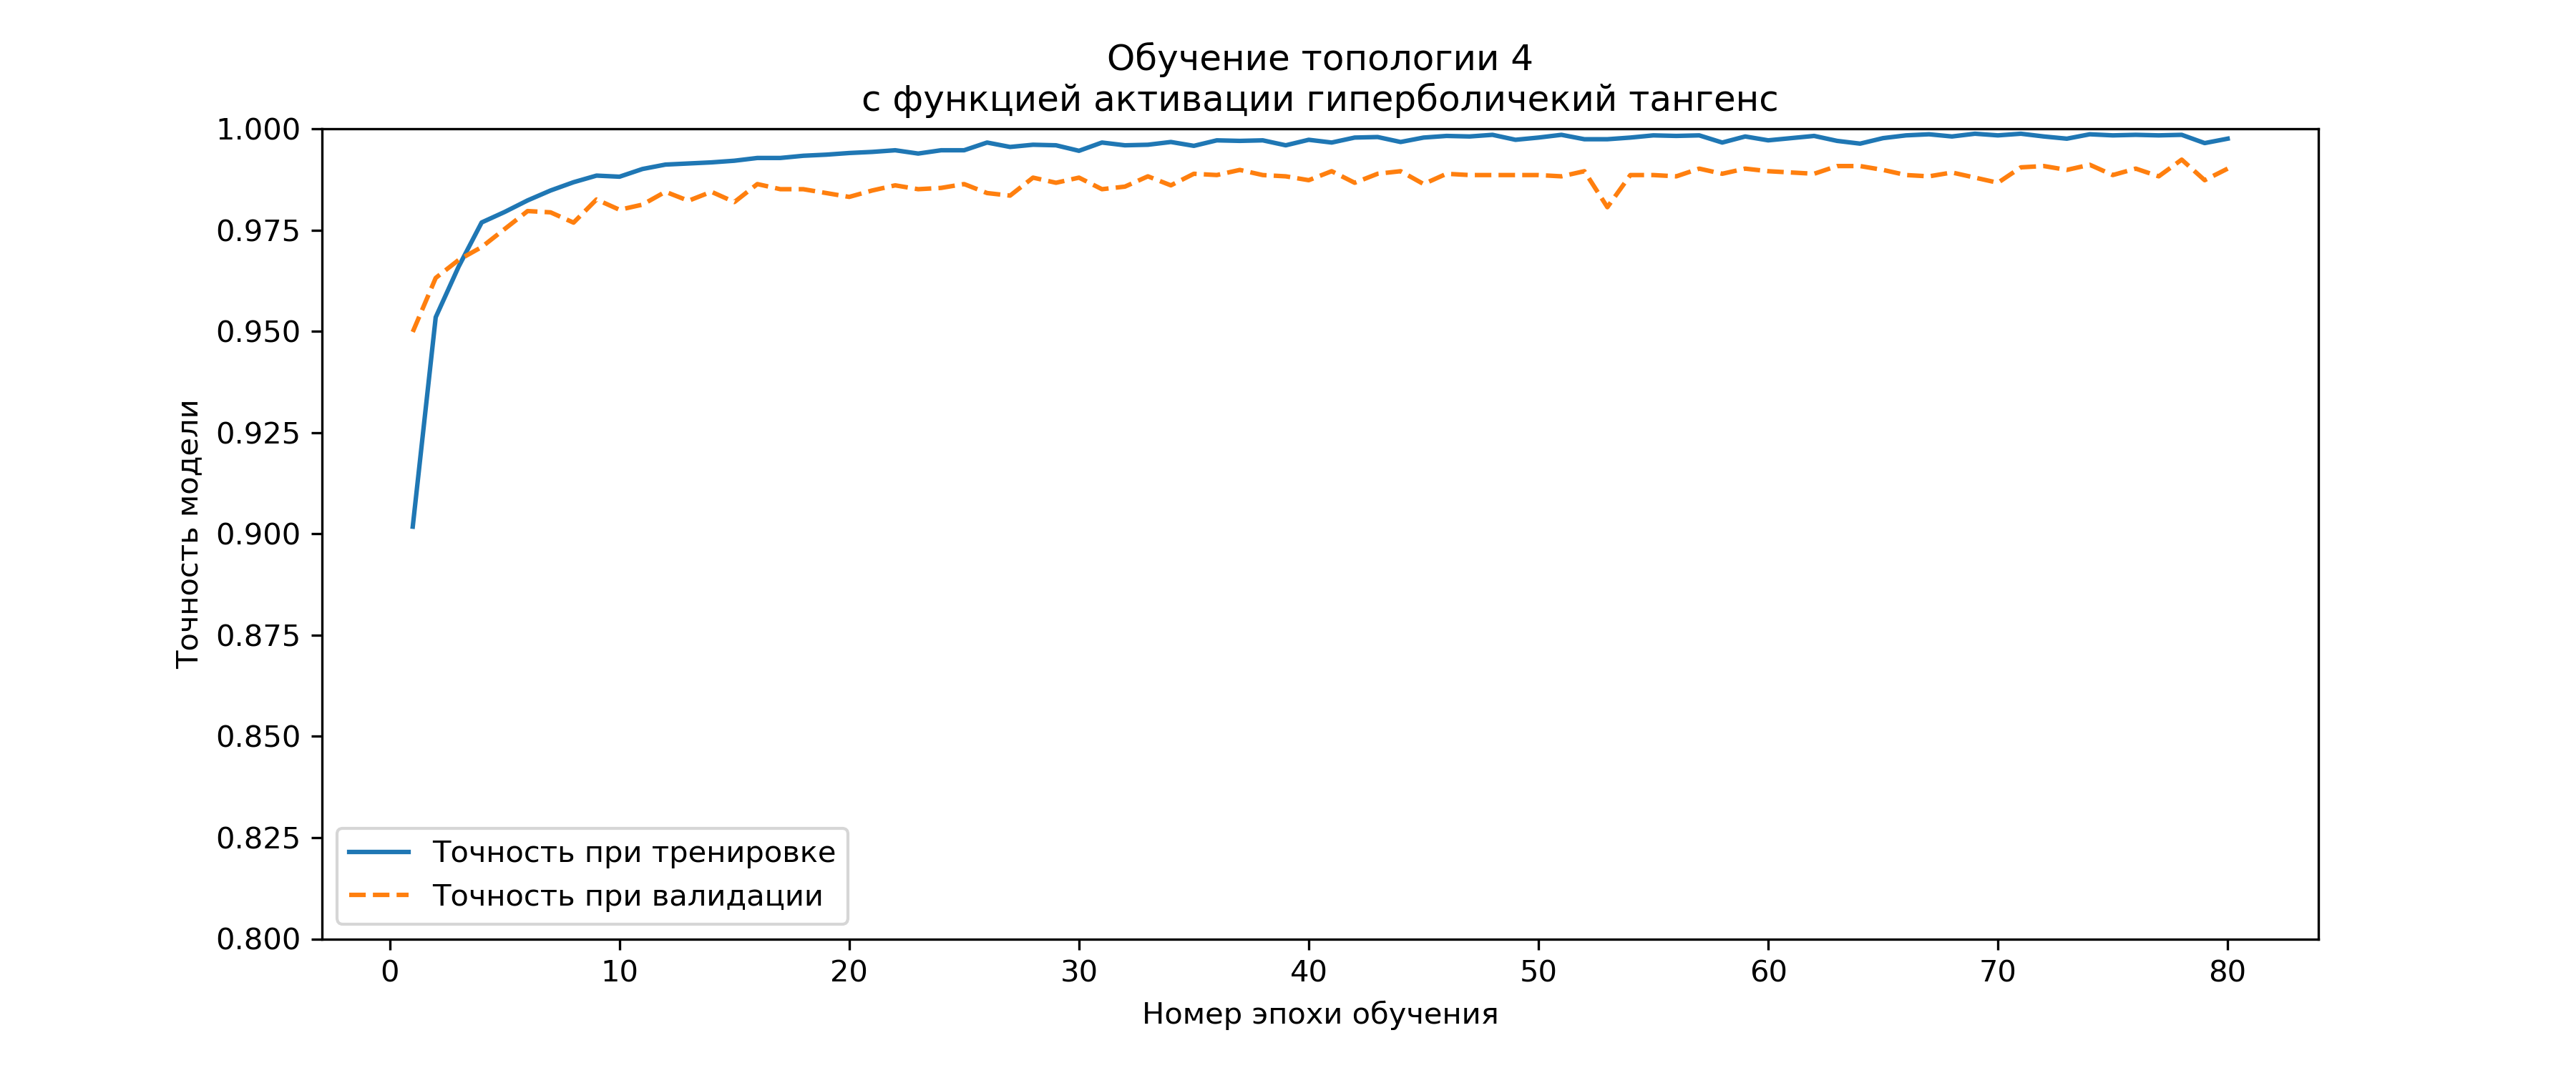 Обучение топологии 4
с функцией активации гиперболичекий тангенс
1.000
0.975
0.950
0.925
0.900
0.875
0.850
0.825
0.800
Точность модели
Точность при тренировке
Точность при валидации
0 10 20 30 40 50 60 70 80
Номер эпохи обучения